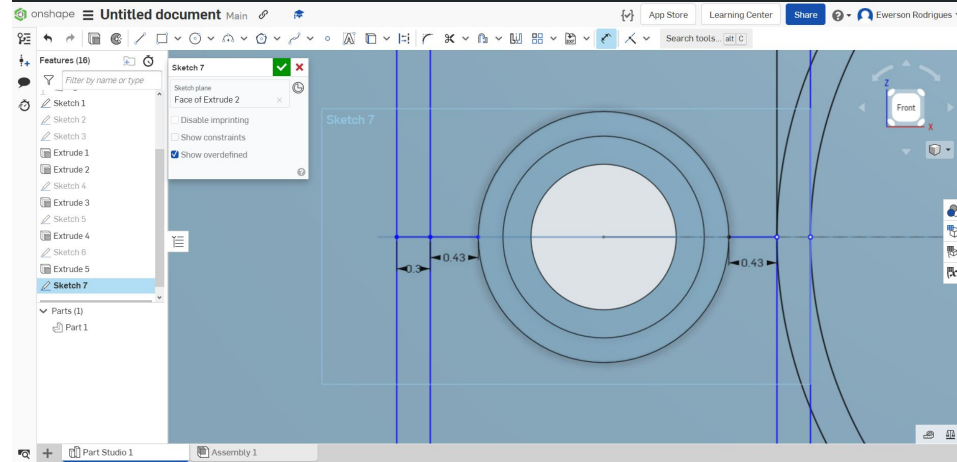 onshape Untitled document Main
App Store Learning Center Share Ewerson Rodrigues
Search tools... alt C
Features (16)
Filter by name or type
Sketch 1
Sketch 2
Sketch 3
Extrude 1
Extrude 2
Sketch 4
Extrude 3
Sketch 5
Extrude 4
Sketch 6
Extrude 5
Sketch 7
Parts (1)
Part 1
Sketch 7
Sketch plane
Face of Extrude 2
Disable imprinting
Show constraints
Show overdefined
Sketch 7
0.3
0.43
0.43
Z
Front
X
Part Studio 1
Assembly 1